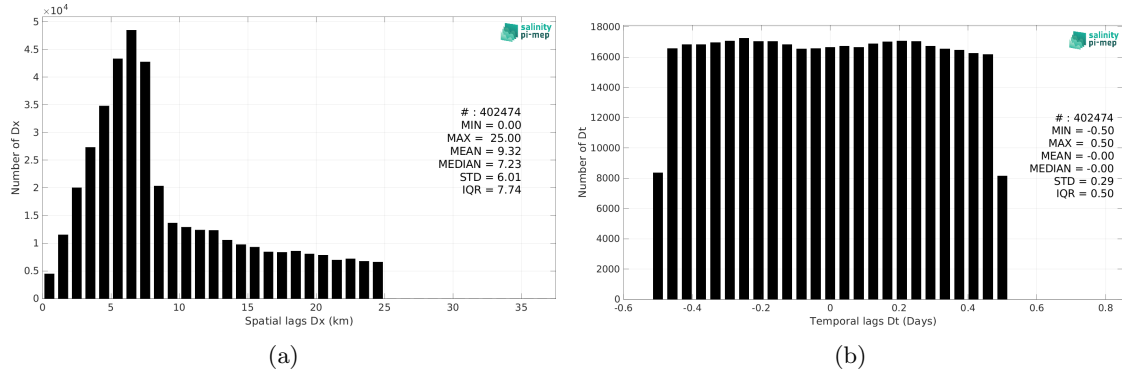 ×10⁴
5
4.5
4
3.5
3
2.5
2
1.5
1
0.5
0
Number of Dx
0
5
10
15
20
25
30
35
Spatial lags Dx (km)
salinity
pi-mep
# : 402474
MIN = 0.00
MAX = 25.00
MEAN = 9.32
MEDIAN = 7.23
STD = 6.01
IQR = 7.74
(a)
18000
16000
14000
12000
10000
8000
6000
4000
2000
0
Number of Dt
-0.6
-0.4
-0.2
0
0.2
0.4
0.6
0.8
Temporal lags Dt (Days)
salinity
pi-mep
# : 402474
MIN = -0.50
MAX = 0.50
MEAN = -0.00
MEDIAN = -0.00
STD = 0.29
IQR = 0.50
(b)